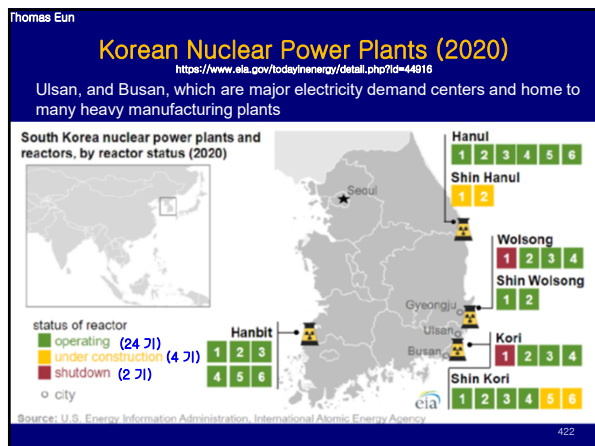 Thomas Eun
Korean Nuclear Power Plants (2020)
https://www.eia.gov/todayinenergy/detail.php?id=44916
Ulsan, and Busan, which are major electricity demand centers and home to
many heavy manufacturing plants
South Korea nuclear power plants and
reactors, by reactor status (2020)
Seoul
Hanul
1 2 3 4 5 6
Shin Hanul
1 2
Wolsong
1 2 3 4
Shin Wolsong
1 2
Gyeongju
Ulsan
Busan
Kori
1 2 3 4
Shin Kori
1 2 3 4 5 6
Hanbit
1 2 3
4 5 6
status of reactor
operating (24 기)
under construction (4 기)
shutdown (2 기)
city
eia
Source: U.S. Energy Information Administration, International Atomic Energy Agency
422